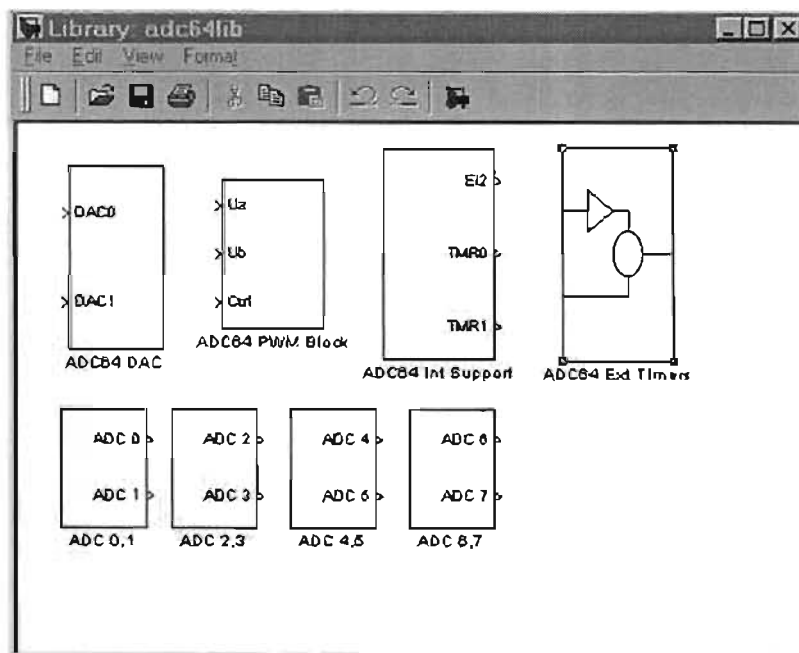 Library: adc64lib
File Edit View Format
DAC0
DAC1
ADC64 DAC
Ua
Ub
Ctrl
ADC64 PWM Block
EI2
TMR0
TMR1
ADC64 Int Support
ADC64 Ext Timers
ADC 0
ADC 1
ADC 0,1
ADC 2
ADC 3
ADC 2,3
ADC 4
ADC 5
ADC 4,5
ADC 6
ADC 7
ADC 6,7